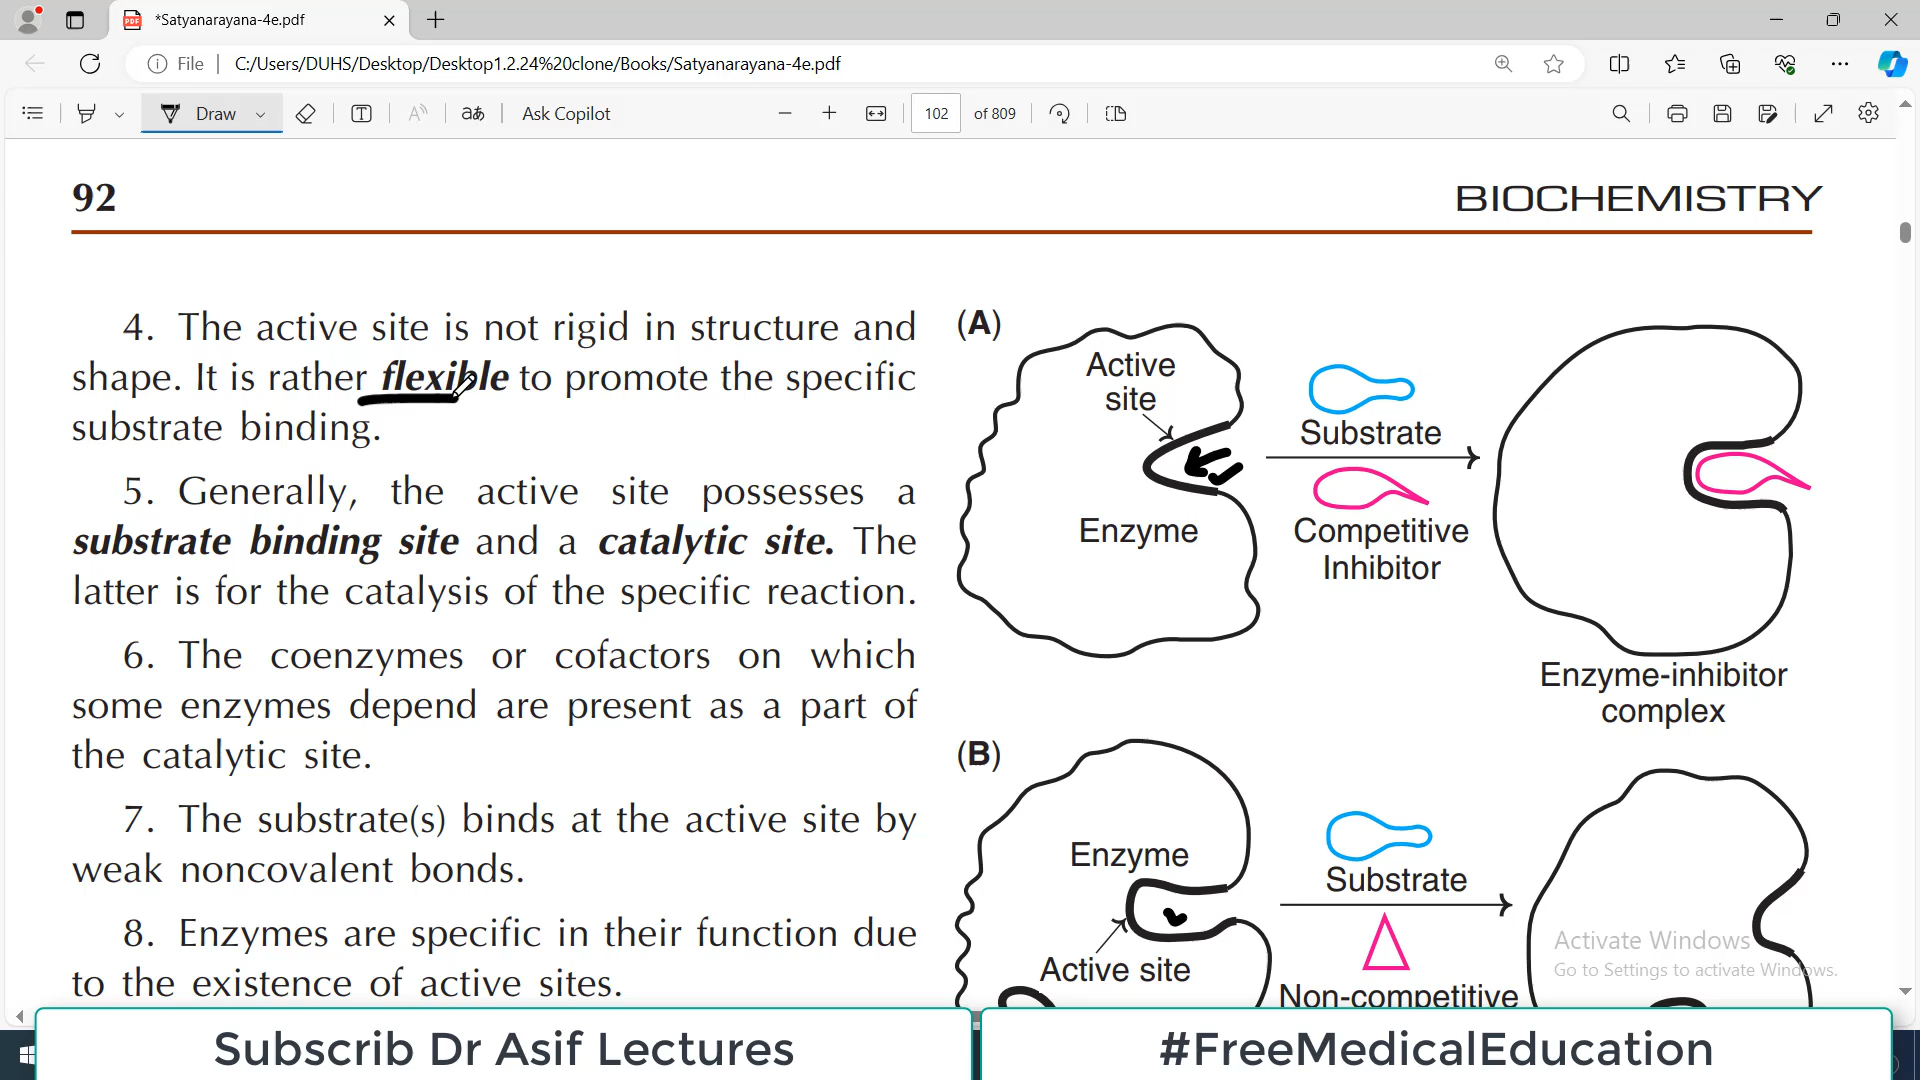 *Satyanarayana-4e.pdf
File
C:/Users/DUHS/Desktop/Desktop1.2.24%20clone/Books/Satyanarayana-4e.pdf
Draw
Ask Copilot
102 of 809
92
BIOCHEMISTRY
4. The active site is not rigid in structure and
shape. It is rather flexible to promote the specific
substrate binding.
5. Generally, the active site possesses a
substrate binding site and a catalytic site. The
latter is for the catalysis of the specific reaction.
6. The coenzymes or cofactors on which
some enzymes depend are present as a part of
the catalytic site.
7. The substrate(s) binds at the active site by
weak noncovalent bonds.
8. Enzymes are specific in their function due
to the existence of active sites.
(A)
Active
site
Enzyme
Substrate
Competitive
Inhibitor
Enzyme-inhibitor
complex
(B)
Enzyme
Active site
Substrate
Non-competitive
Activate Windows
Go to Settings to activate Windows.
Subscrib Dr Asif Lectures
#FreeMedicalEducation